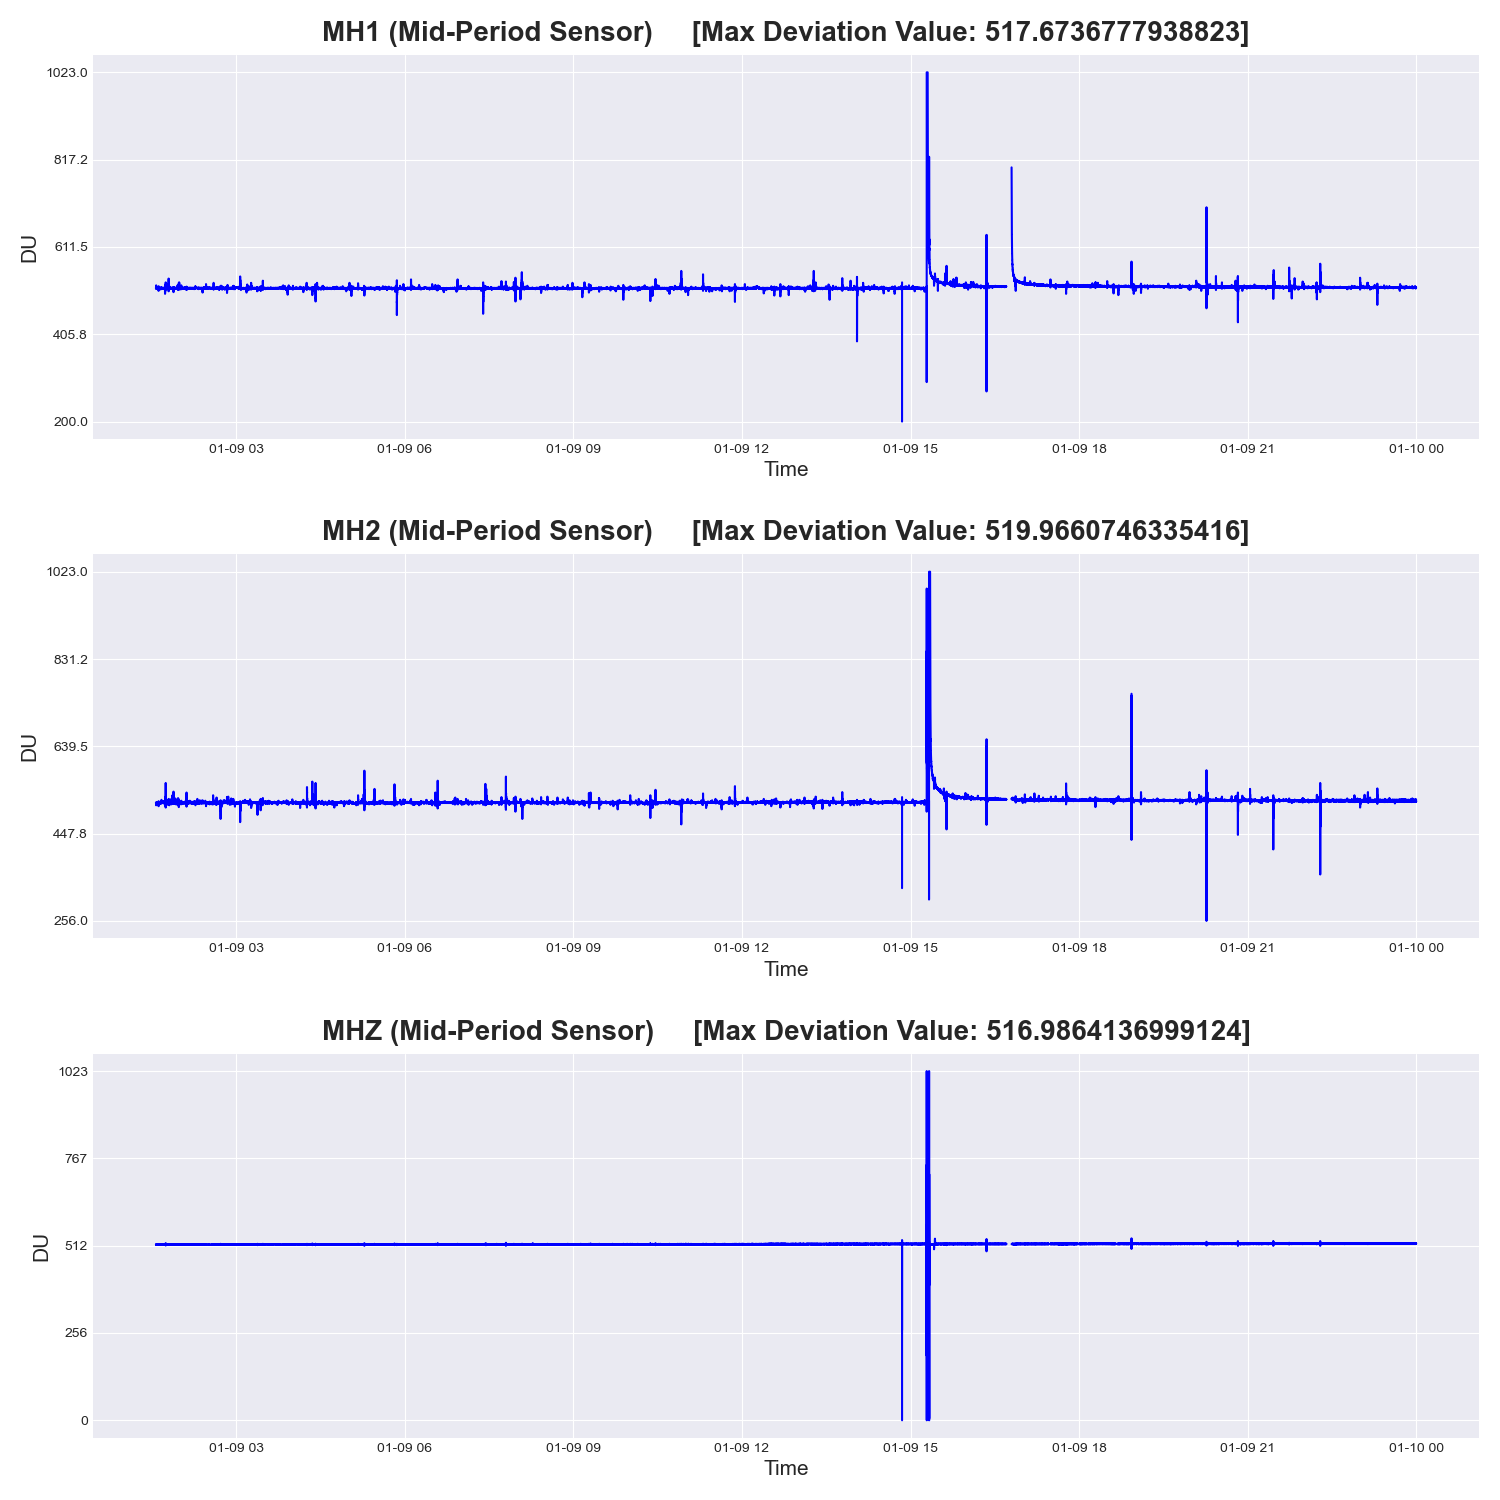 MH1 (Mid-Period Sensor) [Max Deviation Value: 517.6736777938823]
1023.0
817.2
611.5
405.8
200.0
DU
01-09 03 01-09 06 01-09 09 01-09 12 01-09 15 01-09 18 01-09 21 01-10 00
Time
MH2 (Mid-Period Sensor) [Max Deviation Value: 519.9660746335416]
1023.0
831.2
639.5
447.8
256.0
DU
01-09 03 01-09 06 01-09 09 01-09 12 01-09 15 01-09 18 01-09 21 01-10 00
Time
MHZ (Mid-Period Sensor) [Max Deviation Value: 516.9864136999124]
1023
767
512
256
0
DU
01-09 03 01-09 06 01-09 09 01-09 12 01-09 15 01-09 18 01-09 21 01-10 00
Time